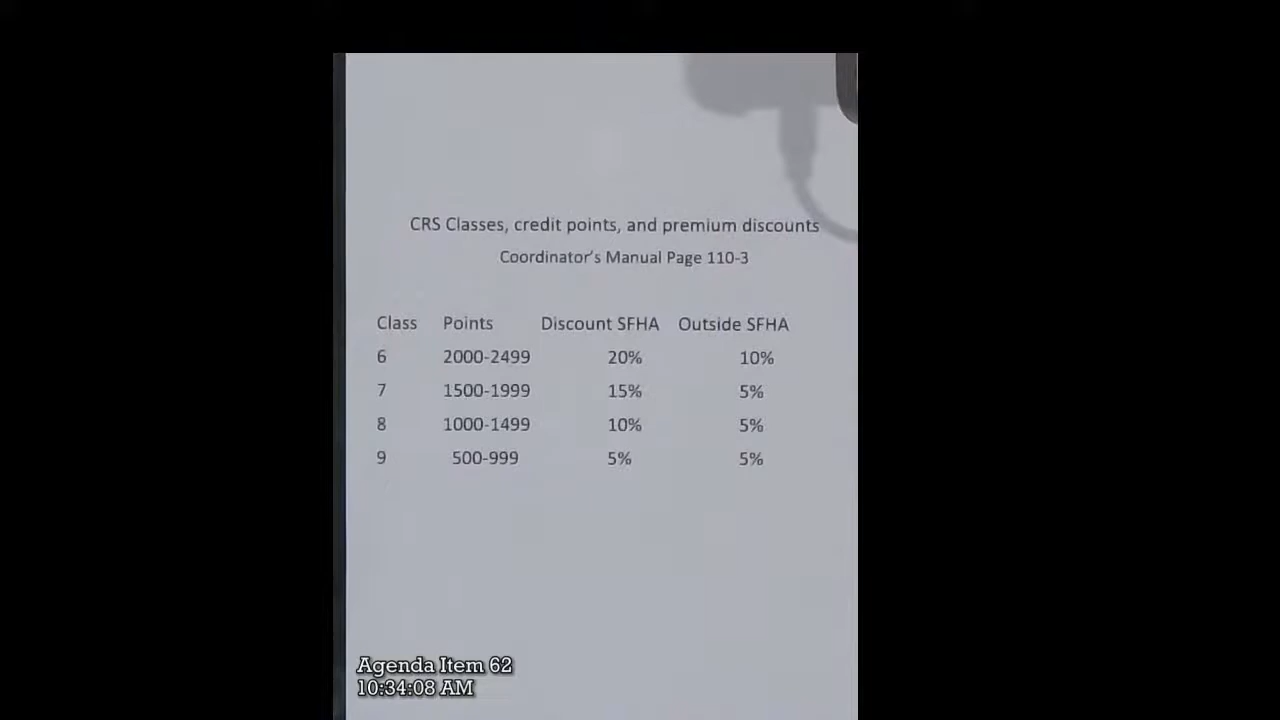 CRS Classes, credit points, and premium discounts
Coordinator's Manual Page 110-3
Class Points Discount SFHA Outside SFHA
6 2000-2499 20% 10%
7 1500-1999 15% 5%
8 1000-1499 10% 5%
9 500-999 5% 5%
Agenda Item 62
10:34:08 AM